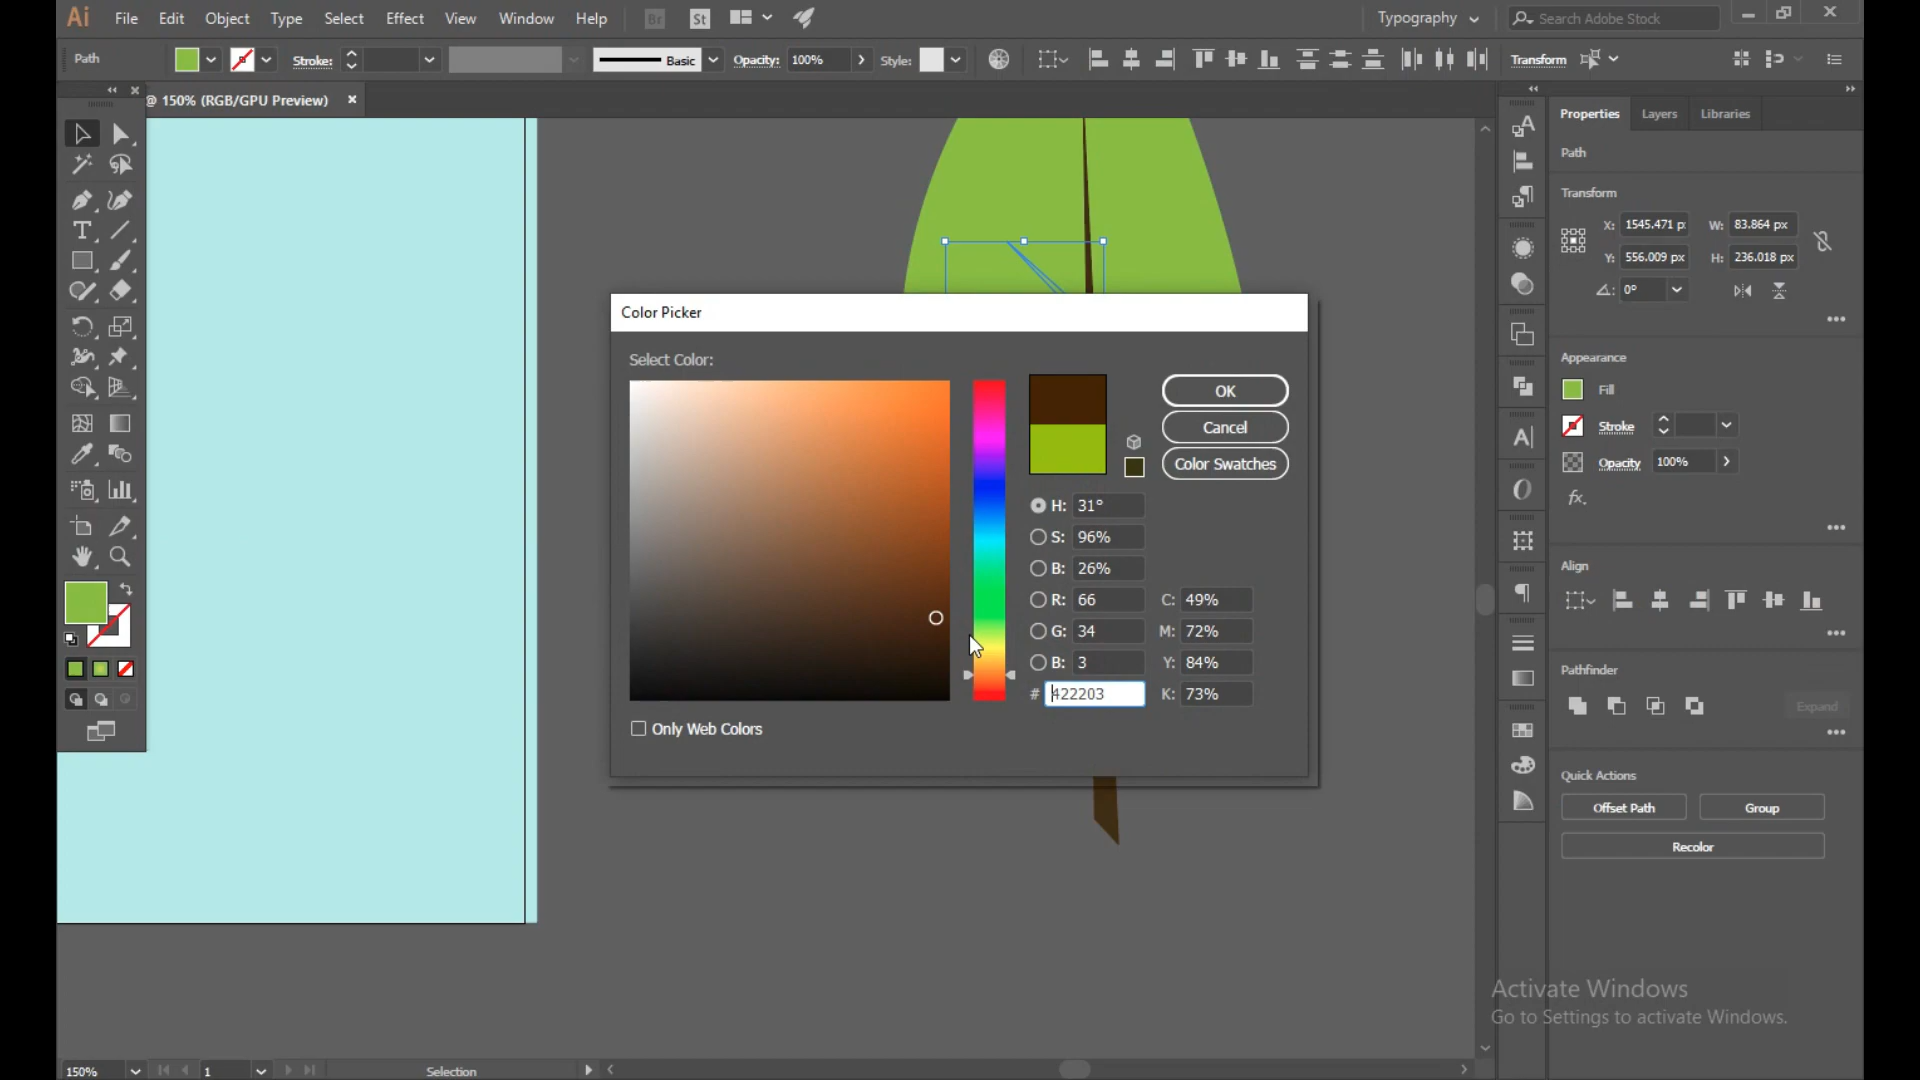 Ai File Edit Object Type Select Effect View Window Help Br St Typography Search Adobe Stock
Path Stroke: Basic Opacity: 100% Style: Transform
@ 150% (RGB/GPU Preview)
Properties Layers Libraries
Path
Transform
X: 1545.471 p W: 83.864 px
Y: 556.009 px H: 236.018 px
0°
Appearance
Fill
Stroke
Opacity 100%
fx.
Align
Pathfinder
Expand
Quick Actions
Offset Path Group
Recolor
Color Picker
Select Color:
OK
Cancel
Color Swatches
H: 31°
S: 96%
B: 26%
R: 66 C: 49%
G: 34 M: 72%
B: 3 Y: 84%
# 422203 K: 73%
Only Web Colors
Activate Windows
Go to Settings to activate Windows.
150% 1 Selection